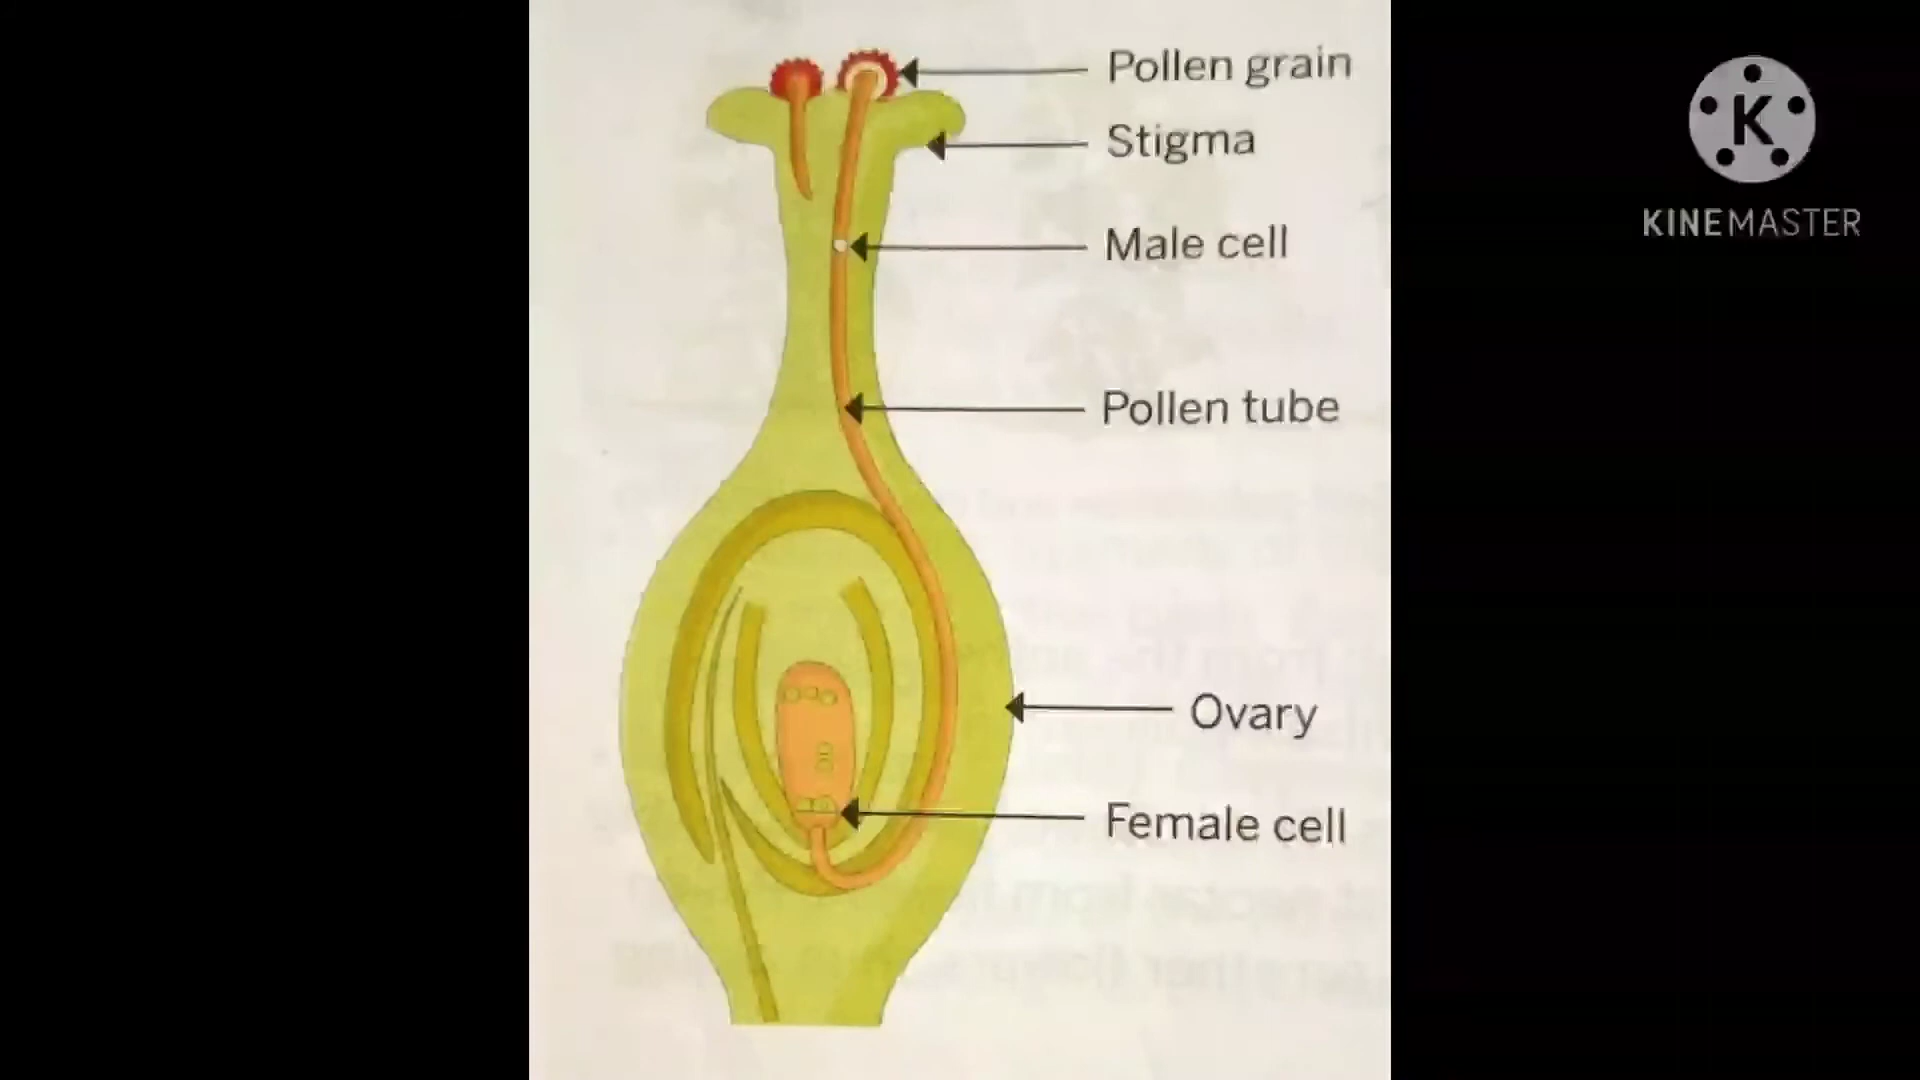 Pollen grain
Stigma
Male cell
Pollen tube
Ovary
Female cell
K
KINEMASTER